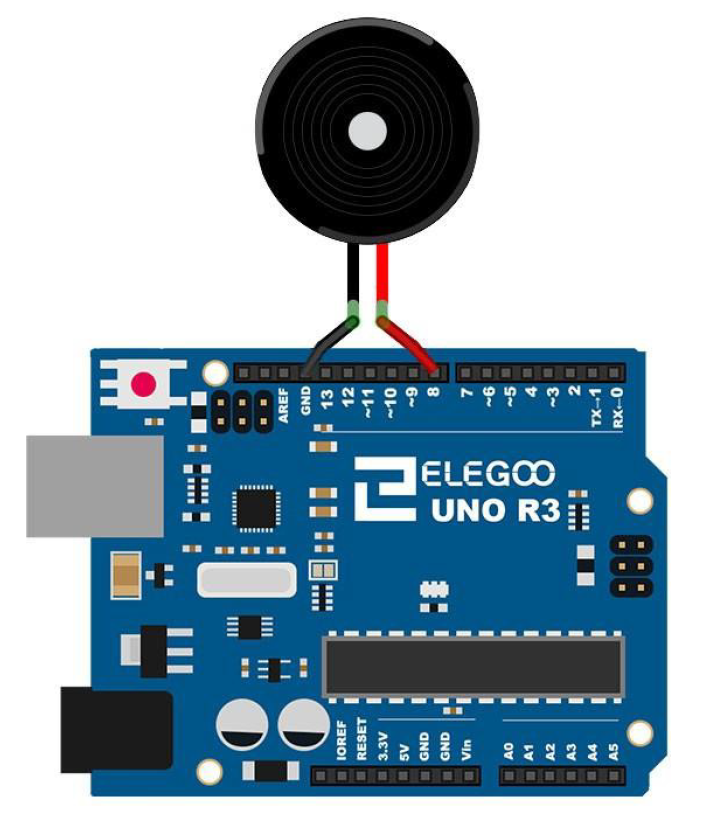 AREF
GND
13
12
~11
~10
~9
8
7
~6
~5
4
~3
2
TX→1
RX←0
ELEGOO
UNO R3
IOREF
RESET
3.3V
5V
GND
GND
Vin
A0
A1
A2
A3
A4
A5